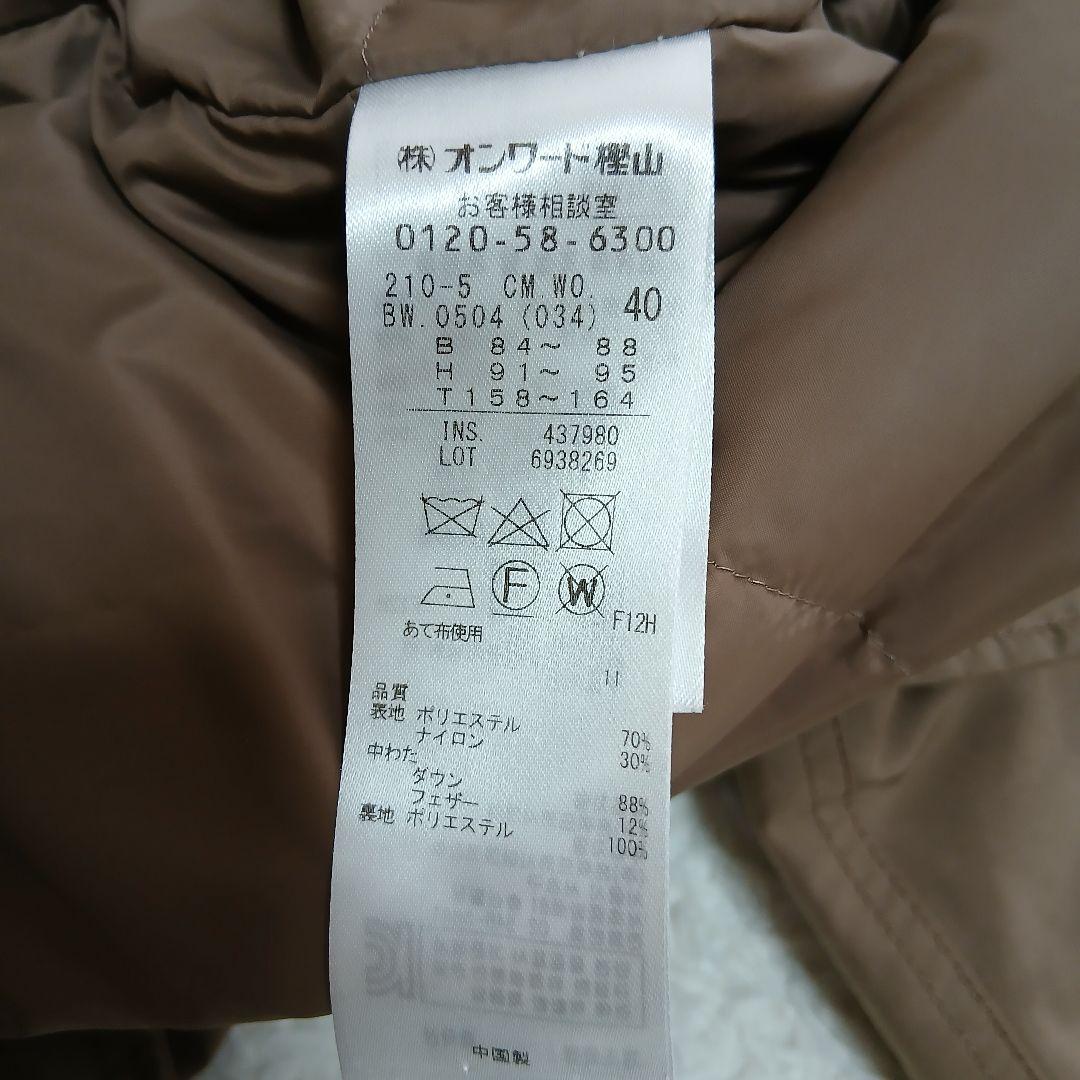 (株)オンワード樫山
お客様相談室
0120-58-6300
210-5 CM.WO. 40
BW.0504 (034)
B 84～ 88
H 91～ 95
T158～164
INS. 437980
LOT 6938269
F W F12H
あて布使用
11
品質
表地 ポリエステル 70%
ナイロン 30%
中わた
ダウン 88%
フェザー 12%
裏地 ポリエステル 100%
中国製